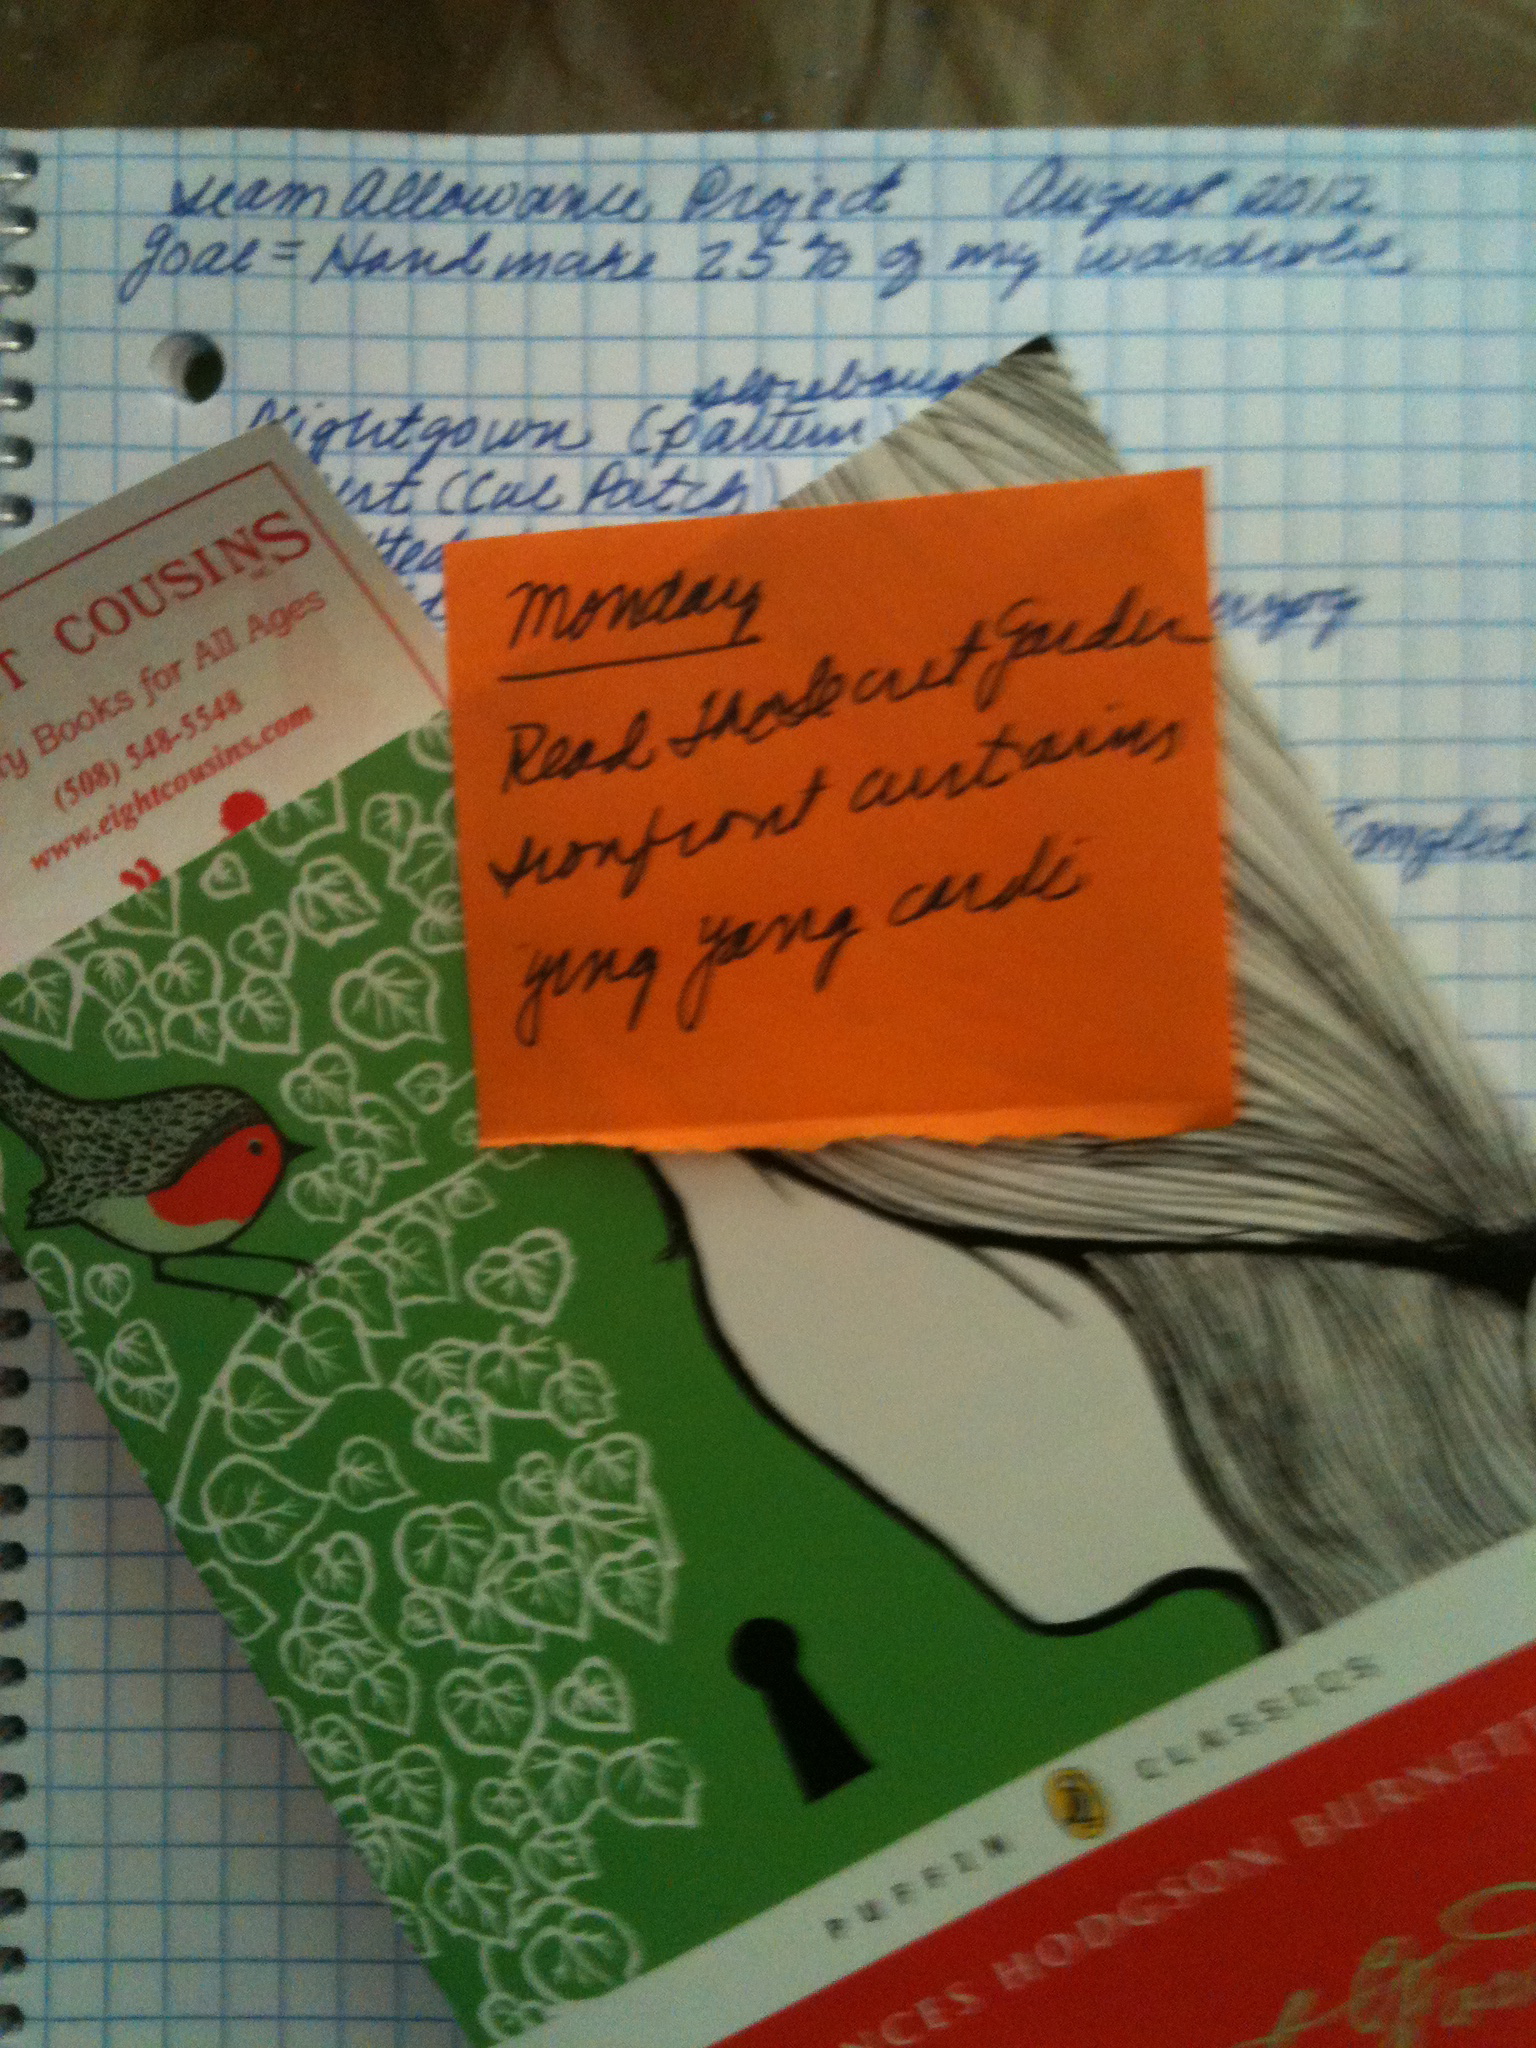 Seam Allowance Project August 2012
Goal = Handmake 25% of my wardrobe
Nightgown (pattern)
(Cal Patch)
T COUSINS
Books for All Ages
(508) 548-5548
www.eightcousins.com
Monday
Read The Secret Garden
iron front curtains
ying yang cardi
PUFFIN CLASSICS
HODGSON BURNETT